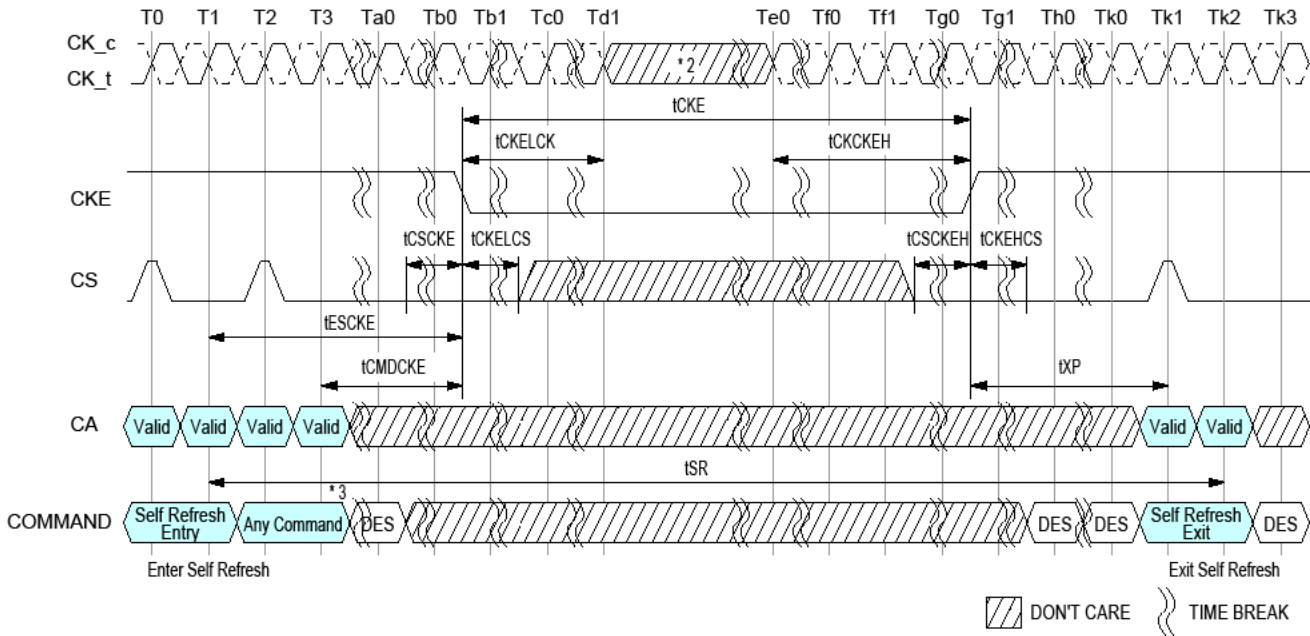 T0 T1 T2 T3 Ta0 Tb0 Tb1 Tc0 Td1 Te0 Tf0 Tf1 Tg0 Tg1 Th0 Tk0 Tk1 Tk2 Tk3
CK_c
CK_t
* 2
tCKE
tCKELCK tCKCKEH
CKE
tCSCKE tCKELCS tCSCKEH tCKEHCS
CS
tESCKE
tCMDCKE tXP
CA Valid Valid Valid Valid Valid Valid
tSR
* 3
COMMAND Self Refresh Entry Any Command DES DES DES Self Refresh Exit DES
Enter Self Refresh Exit Self Refresh
DON'T CARE TIME BREAK